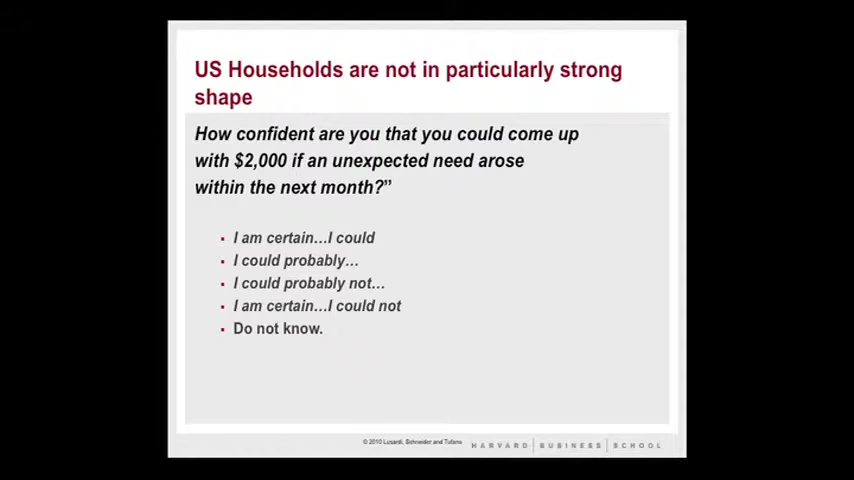 US Households are not in particularly strong
shape
How confident are you that you could come up
with $2,000 if an unexpected need arose
within the next month?”
▪ I am certain…I could
▪ I could probably…
▪ I could probably not…
▪ I am certain…I could not
▪ Do not know.
© 2010 Lusardi, Schneider and Tufano
HARVARD | BUSINESS | SCHOOL